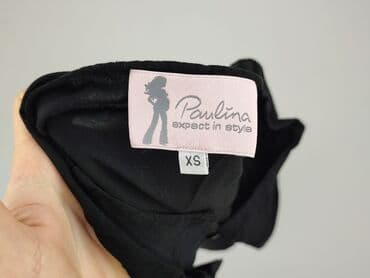 Paulina
expect in style
XS